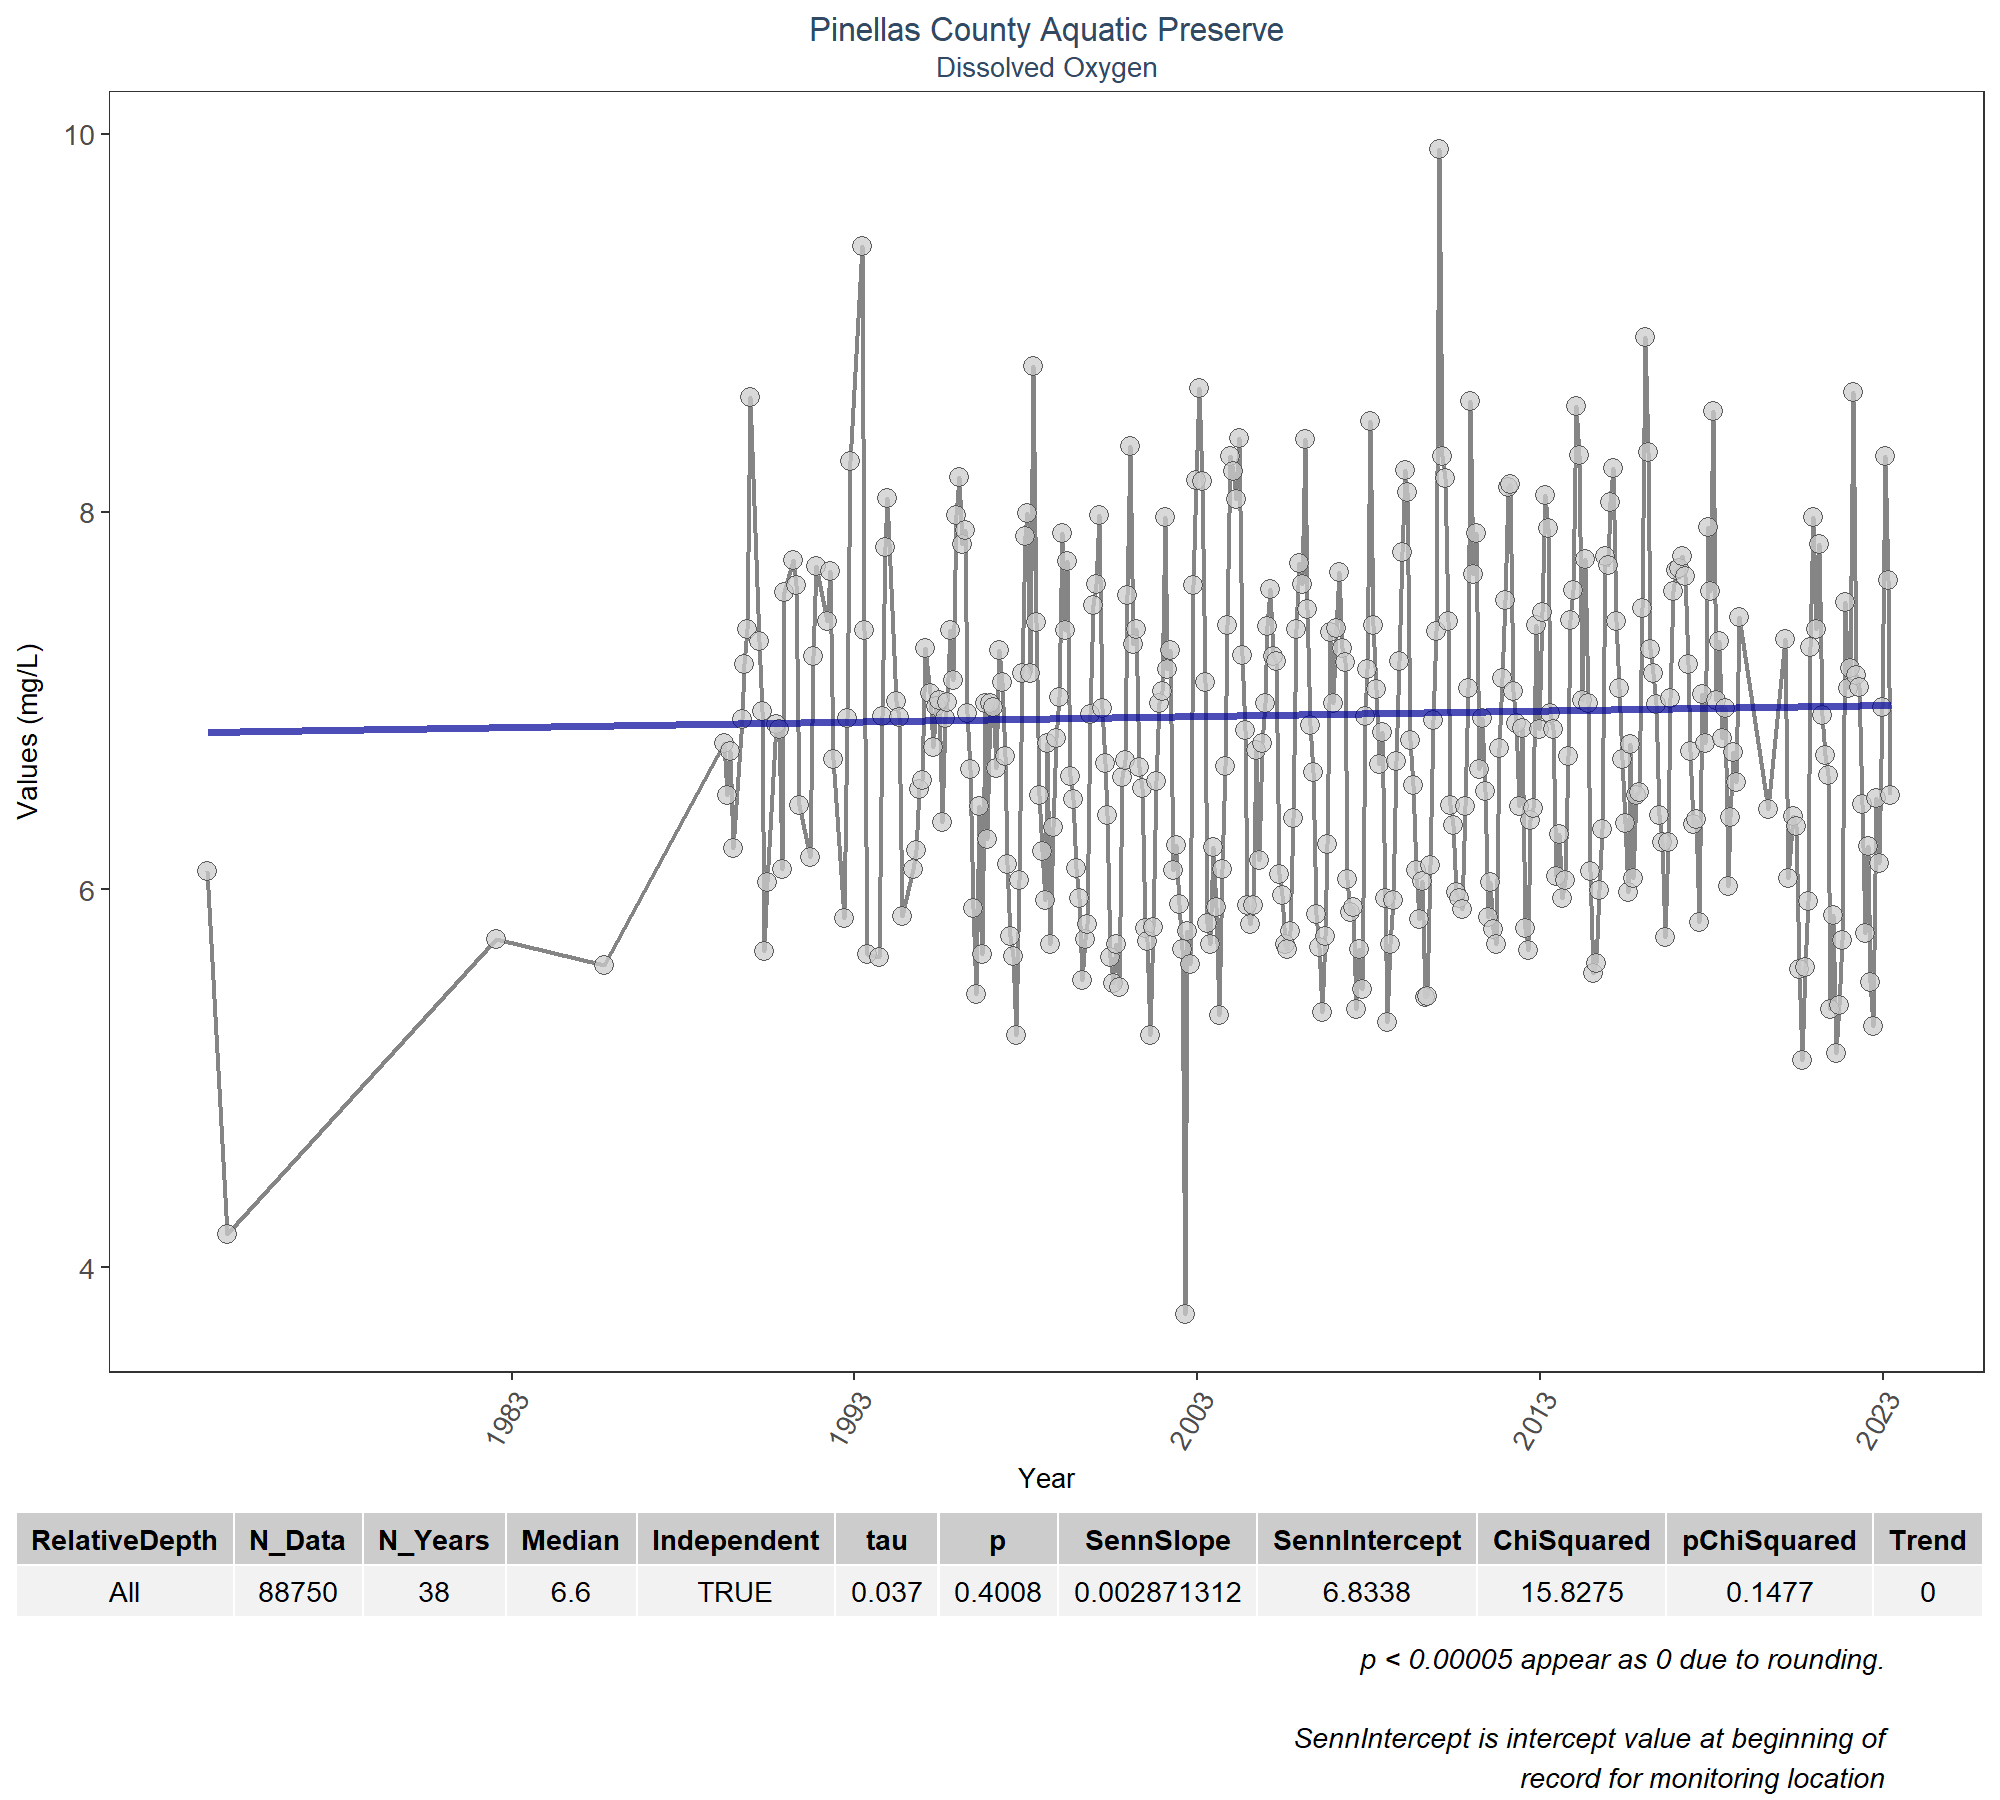 Pinellas County Aquatic Preserve
Dissolved Oxygen
10
8
6
4
Values (mg/L)
1983
1993
2003
2013
2023
Year
RelativeDepth N_Data N_Years Median Independent tau p SennSlope SennIntercept ChiSquared pChiSquared Trend
All 88750 38 6.6 TRUE 0.037 0.4008 0.002871312 6.8338 15.8275 0.1477 0
p < 0.00005 appear as 0 due to rounding.
SennIntercept is intercept value at beginning of
record for monitoring location